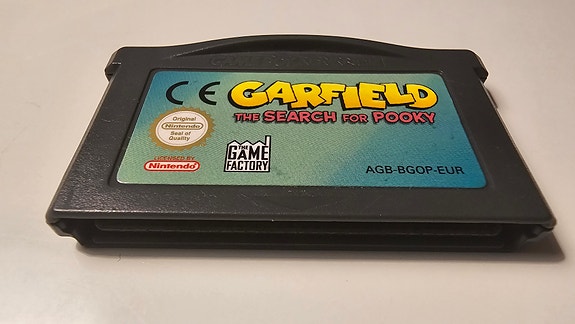 CE GARFIELD
THE SEARCH FOR POOKY
Original
Nintendo
Seal of
Quality
LICENSED BY
Nintendo
THE
GAME
FACTORY
AGB-BGOP-EUR